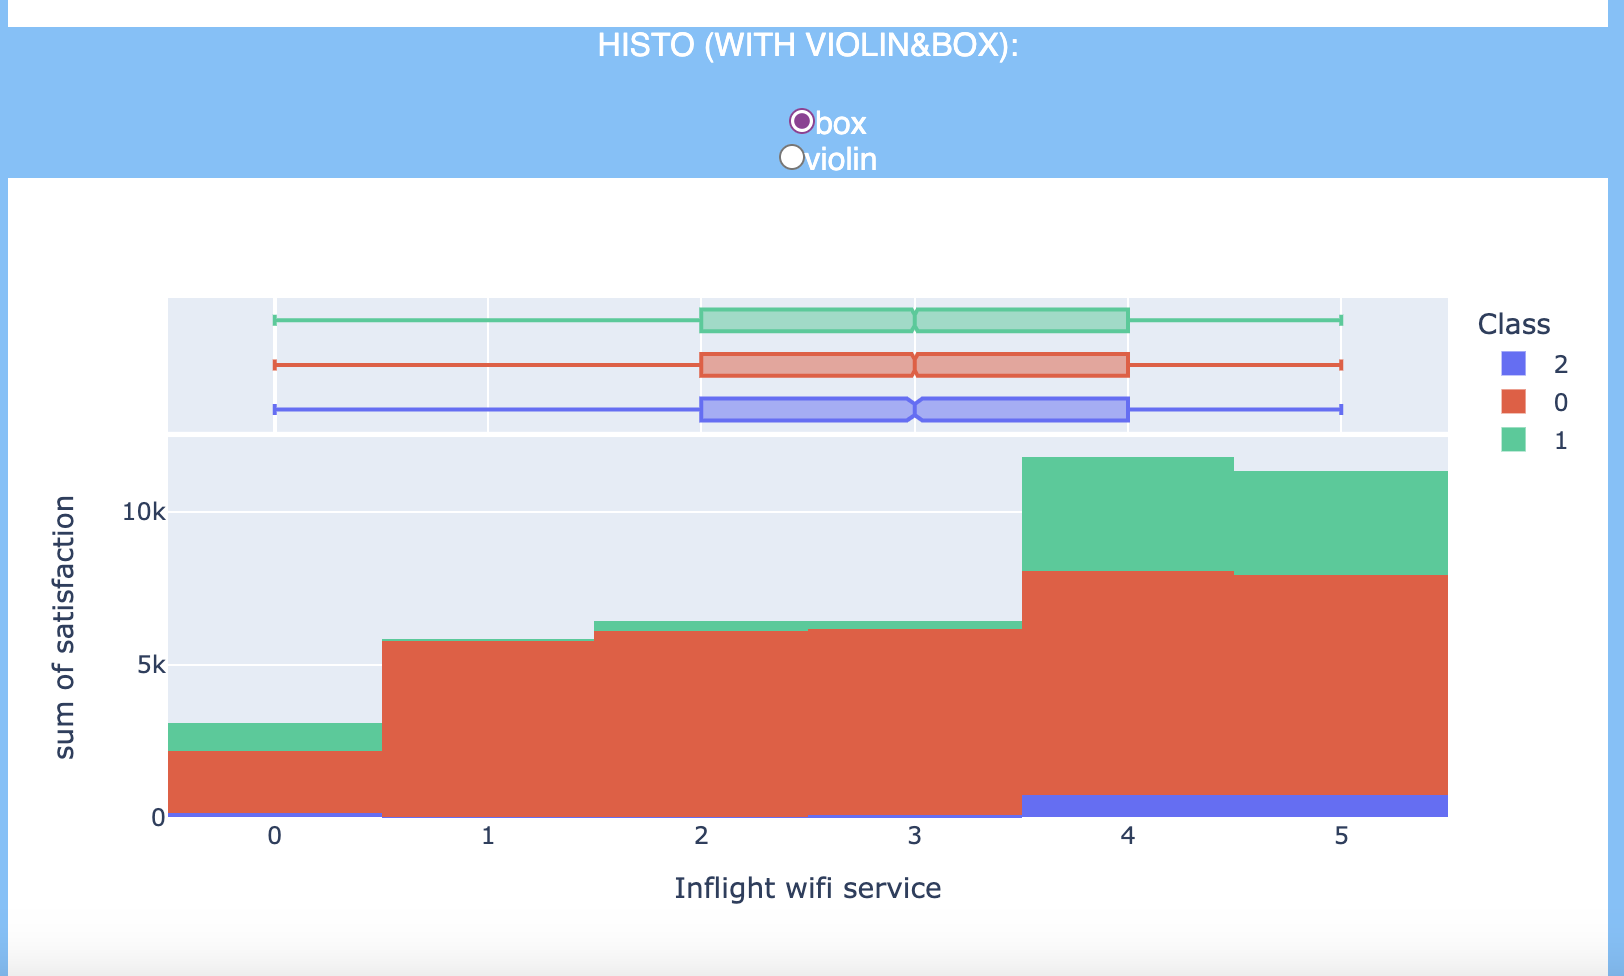 HISTO (WITH VIOLIN&BOX):
box
violin
Class
2
0
1
sum of satisfaction
10k
5k
0
0 1 2 3 4 5
Inflight wifi service